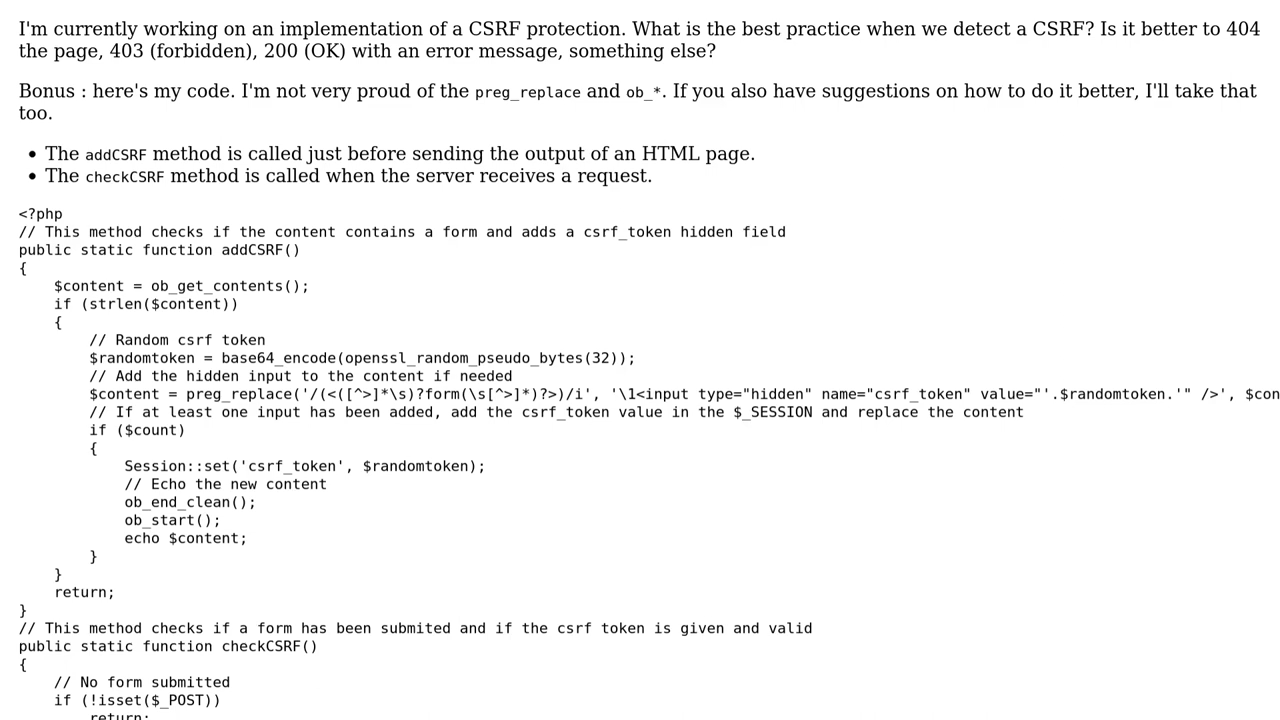 I'm currently working on an implementation of a CSRF protection. What is the best practice when we detect a CSRF? Is it better to 404
the page, 403 (forbidden), 200 (OK) with an error message, something else?
Bonus : here's my code. I'm not very proud of the preg_replace and ob_*. If you also have suggestions on how to do it better, I'll take that
too.
• The addCSRF method is called just before sending the output of an HTML page.
• The checkCSRF method is called when the server receives a request.
<?php
// This method checks if the content contains a form and adds a csrf_token hidden field
public static function addCSRF()
{
    $content = ob_get_contents();
    if (strlen($content))
    {
        // Random csrf token
        $randomtoken = base64_encode(openssl_random_pseudo_bytes(32));
        // Add the hidden input to the content if needed
        $content = preg_replace('/(<([^>]*\s)?form(\s[^>]*)?>)/i', '\1<input type="hidden" name="csrf_token" value="'.$randomtoken.'" />', $con
        // If at least one input has been added, add the csrf_token value in the $_SESSION and replace the content
        if ($count)
        {
            Session::set('csrf_token', $randomtoken);
            // Echo the new content
            ob_end_clean();
            ob_start();
            echo $content;
        }
    }
    return;
}
// This method checks if a form has been submited and if the csrf token is given and valid
public static function checkCSRF()
{
    // No form submitted
    if (!isset($_POST))
        return;